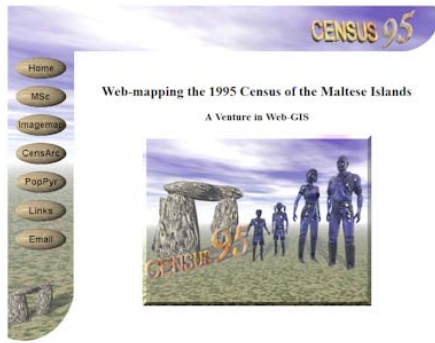 CENSUS 95
Home
MSc
Imagemap
CensArc
PopPyr
Links
Email
Web-mapping the 1995 Census of the Maltese Islands
A Venture in Web-GIS
CENSUS 95